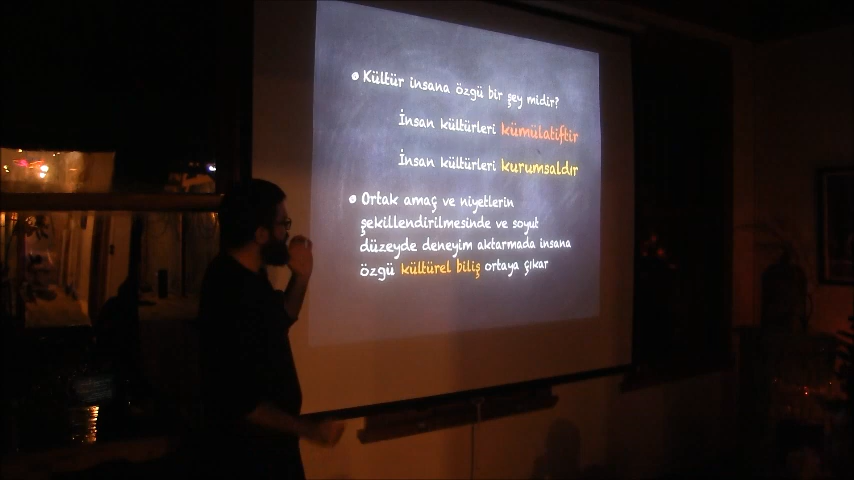 • Kültür insana özgü bir şey midir?
İnsan kültürleri kümülatiftir
İnsan kültürleri kurumsaldır
• Ortak amaç ve niyetlerin
şekillendirilmesinde ve soyut
düzeyde deneyim aktarmada insana
özgü kültürel biliş ortaya çıkar